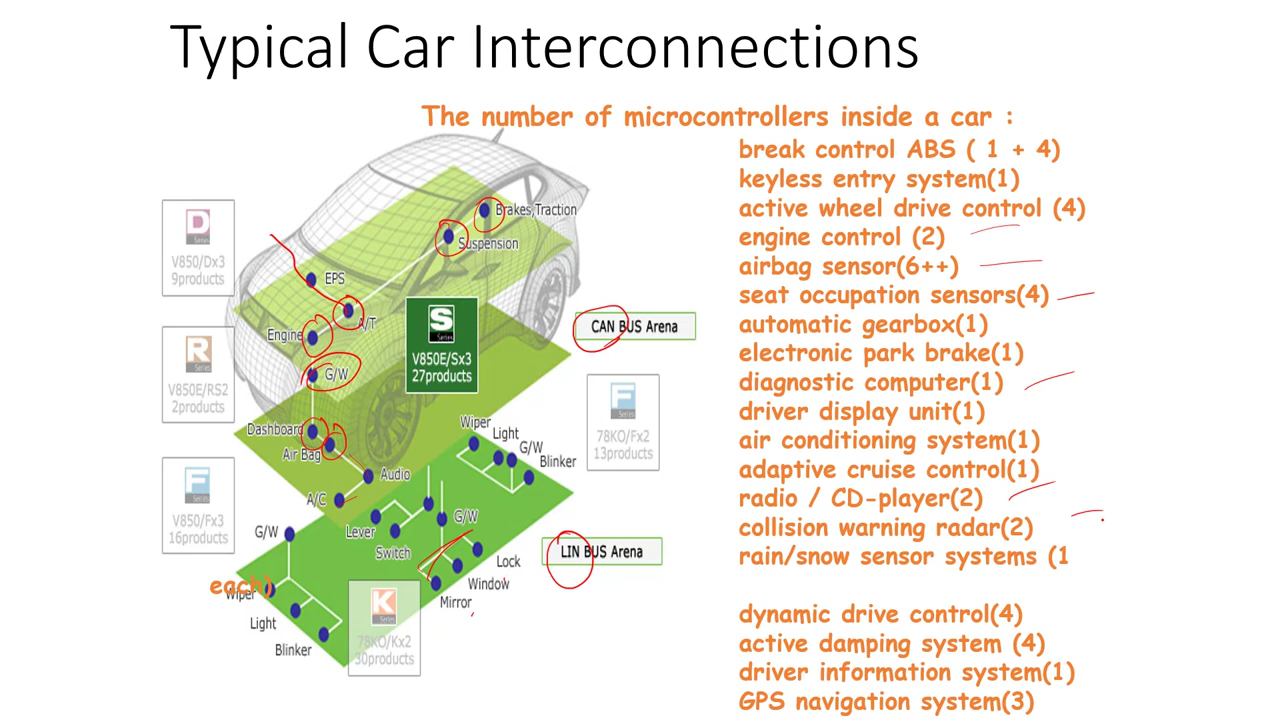 Typical Car Interconnections
The number of microcontrollers inside a car :
break control ABS ( 1 + 4)
keyless entry system(1)
active wheel drive control (4)
engine control (2)
airbag sensor(6++)
seat occupation sensors(4)
automatic gearbox(1)
electronic park brake(1)
diagnostic computer(1)
driver display unit(1)
air conditioning system(1)
adaptive cruise control(1)
radio / CD-player(2)
collision warning radar(2)
rain/snow sensor systems (1
each)
dynamic drive control(4)
active damping system (4)
driver information system(1)
GPS navigation system(3)
D
Series
V850/Dx3
9products
R
Series
V850E/RS2
2products
F
Series
V850/Fx3
16products
S
Series
V850E/Sx3
27products
F
Series
78KO/Fx2
13products
K
Series
78KO/Kx2
30products
CAN BUS Arena
LIN BUS Arena
Brakes,Traction
Suspension
EPS
A/T
Engine
G/W
Dashboard
Air Bag
Audio
A/C
Wiper
Light
G/W
Blinker
Lever
Switch
G/W
Lock
Window
Mirror
G/W
Wiper
Light
Blinker